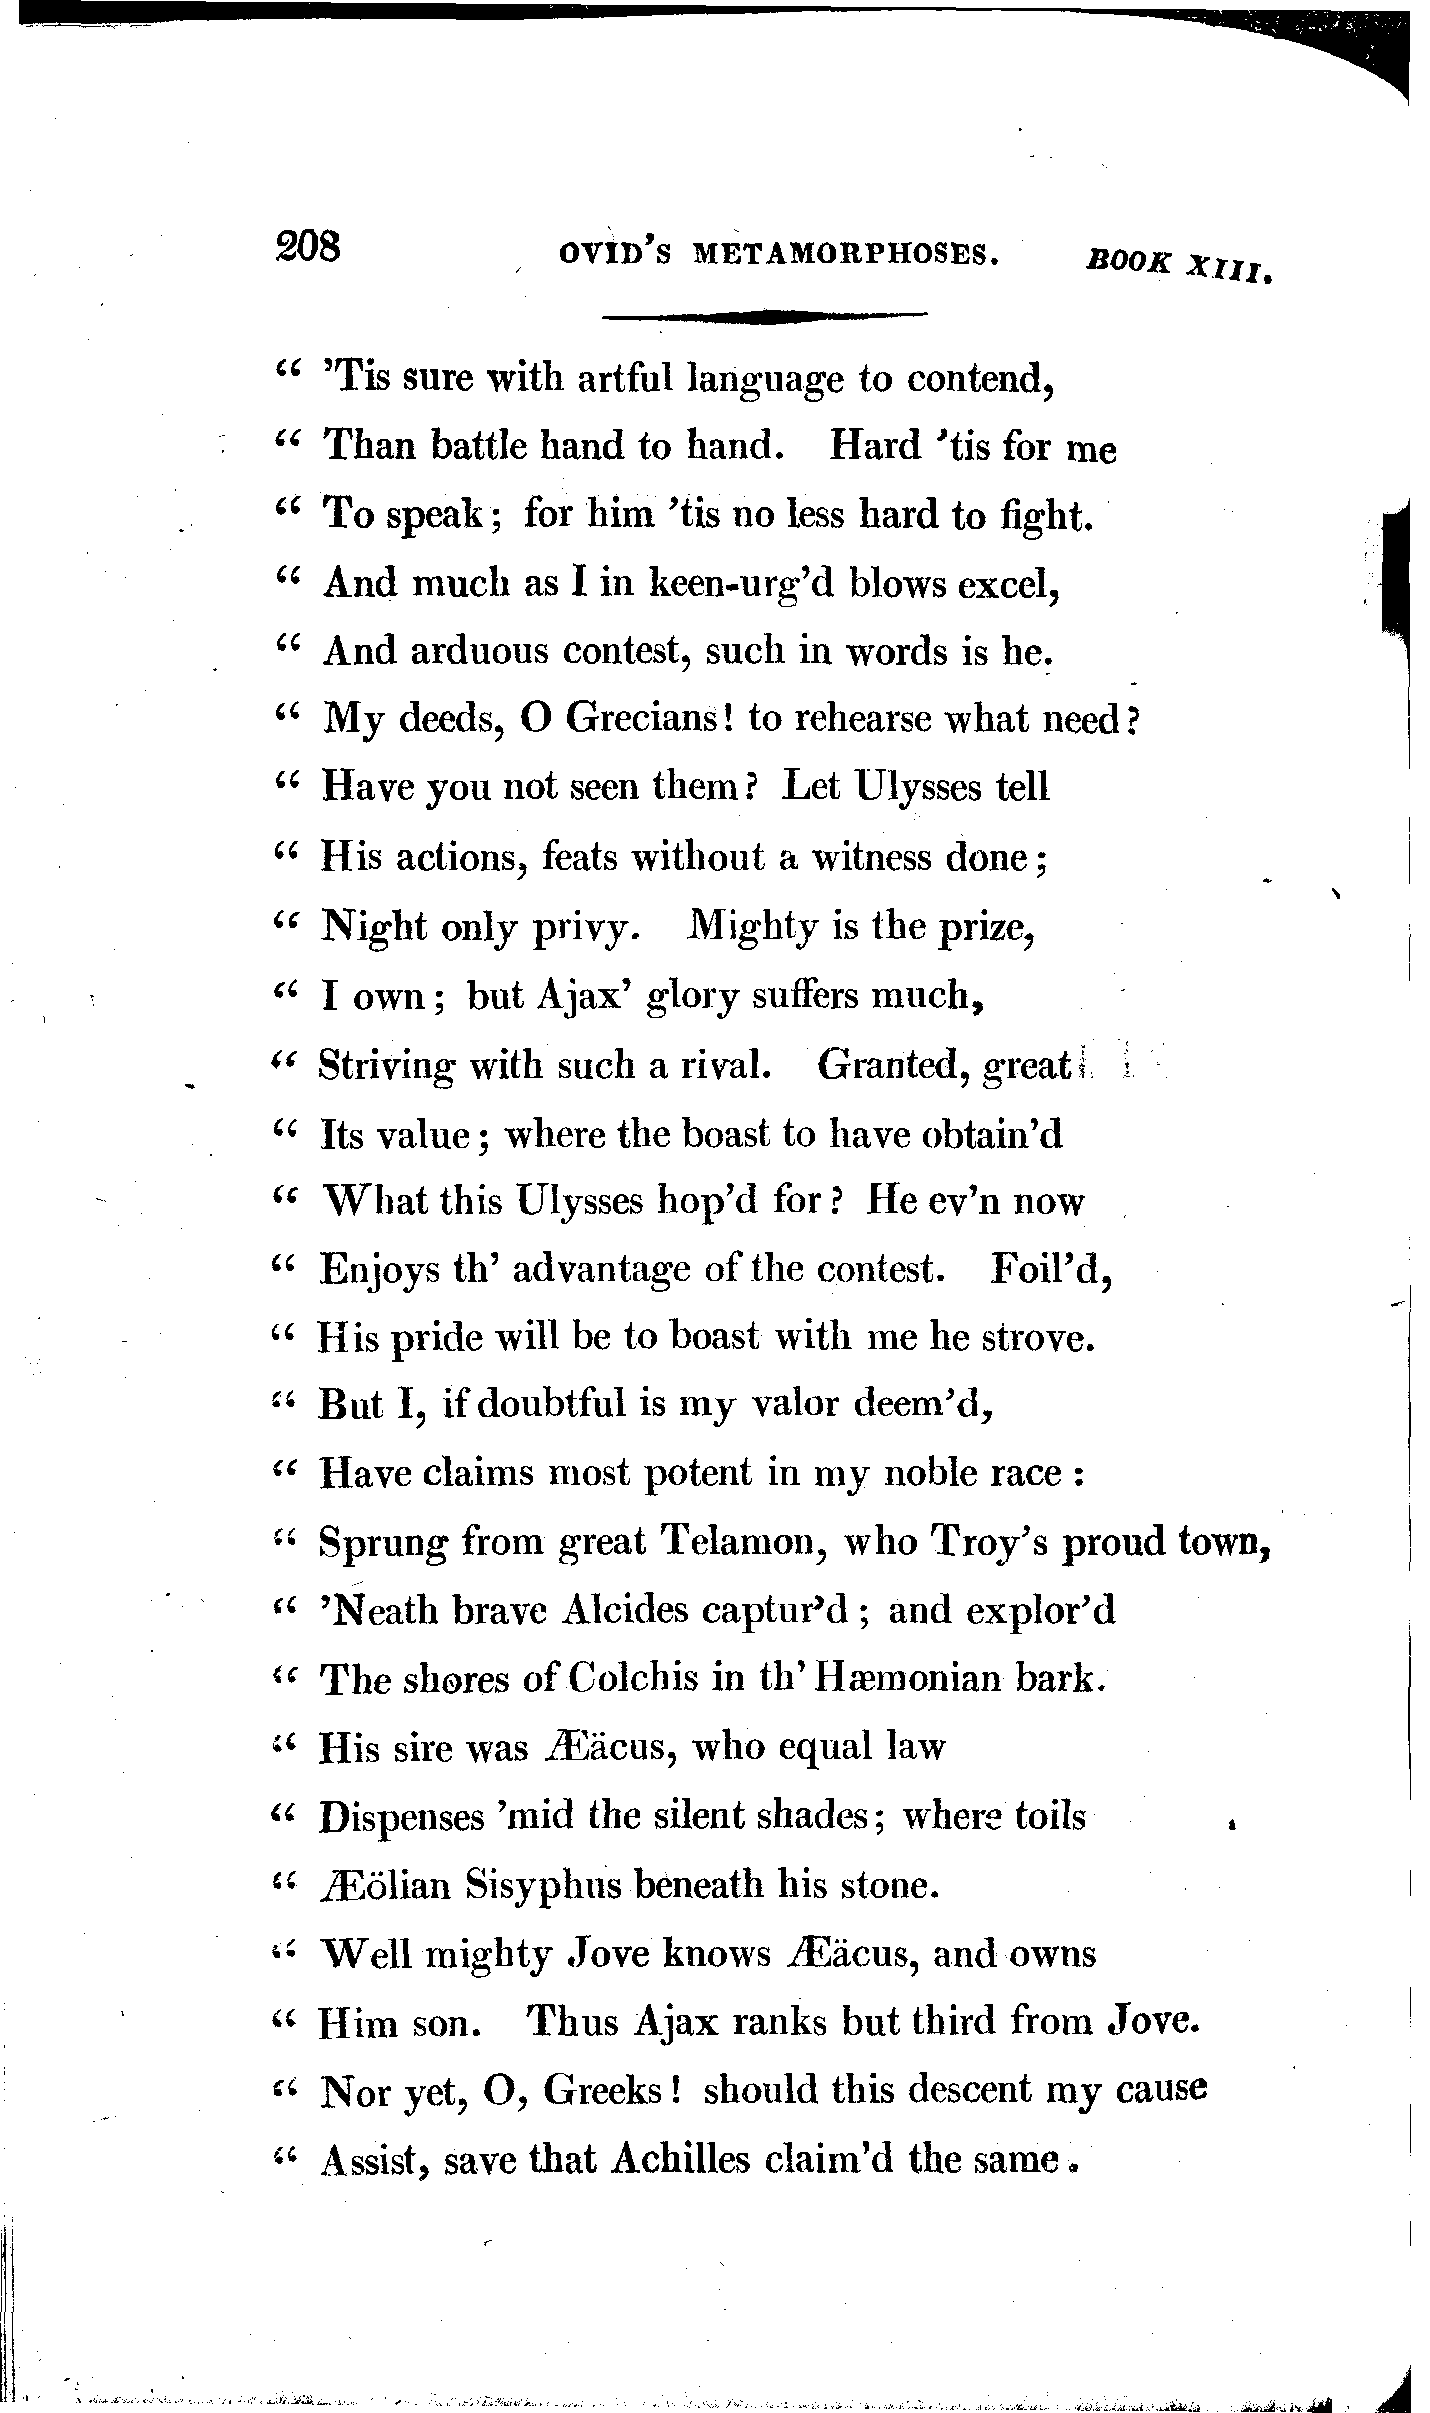 208 OVID'S METAMORPHOSES. BOOK XIII.
“ 'Tis sure with artful language to contend,
“ Than battle hand to hand. Hard 'tis for me
“ To speak; for him 'tis no less hard to fight.
“ And much as I in keen-urg'd blows excel,
“ And arduous contest, such in words is he.
“ My deeds, O Grecians! to rehearse what need?
“ Have you not seen them? Let Ulysses tell
“ His actions, feats without a witness done;
“ Night only privy. Mighty is the prize,
“ I own; but Ajax' glory suffers much,
“ Striving with such a rival. Granted, great
“ Its value; where the boast to have obtain'd
“ What this Ulysses hop'd for? He ev'n now
“ Enjoys th' advantage of the contest. Foil'd,
“ His pride will be to boast with me he strove.
“ But I, if doubtful is my valor deem'd,
“ Have claims most potent in my noble race:
“ Sprung from great Telamon, who Troy's proud town,
“ 'Neath brave Alcides captur'd; and explor'd
“ The shores of Colchis in th' Hæmonian bark.
“ His sire was Æäcus, who equal law
“ Dispenses 'mid the silent shades; where toils
“ Æölian Sisyphus beneath his stone.
“ Well mighty Jove knows Æäcus, and owns
“ Him son. Thus Ajax ranks but third from Jove.
“ Nor yet, O, Greeks! should this descent my cause
“ Assist, save that Achilles claim'd the same.